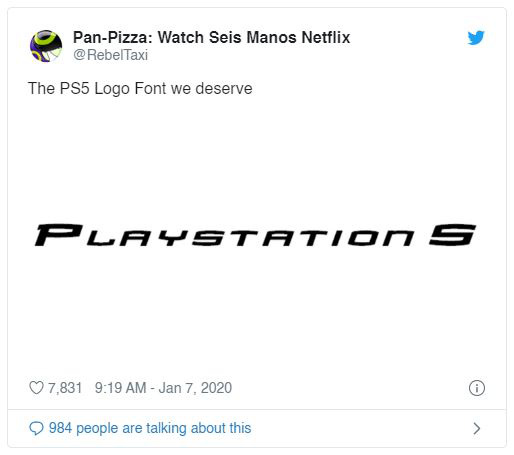 Pan-Pizza: Watch Seis Manos Netflix
@RebelTaxi
The PS5 Logo Font we deserve
PLAYSTATION 5
7,831 9:19 AM - Jan 7, 2020
984 people are talking about this